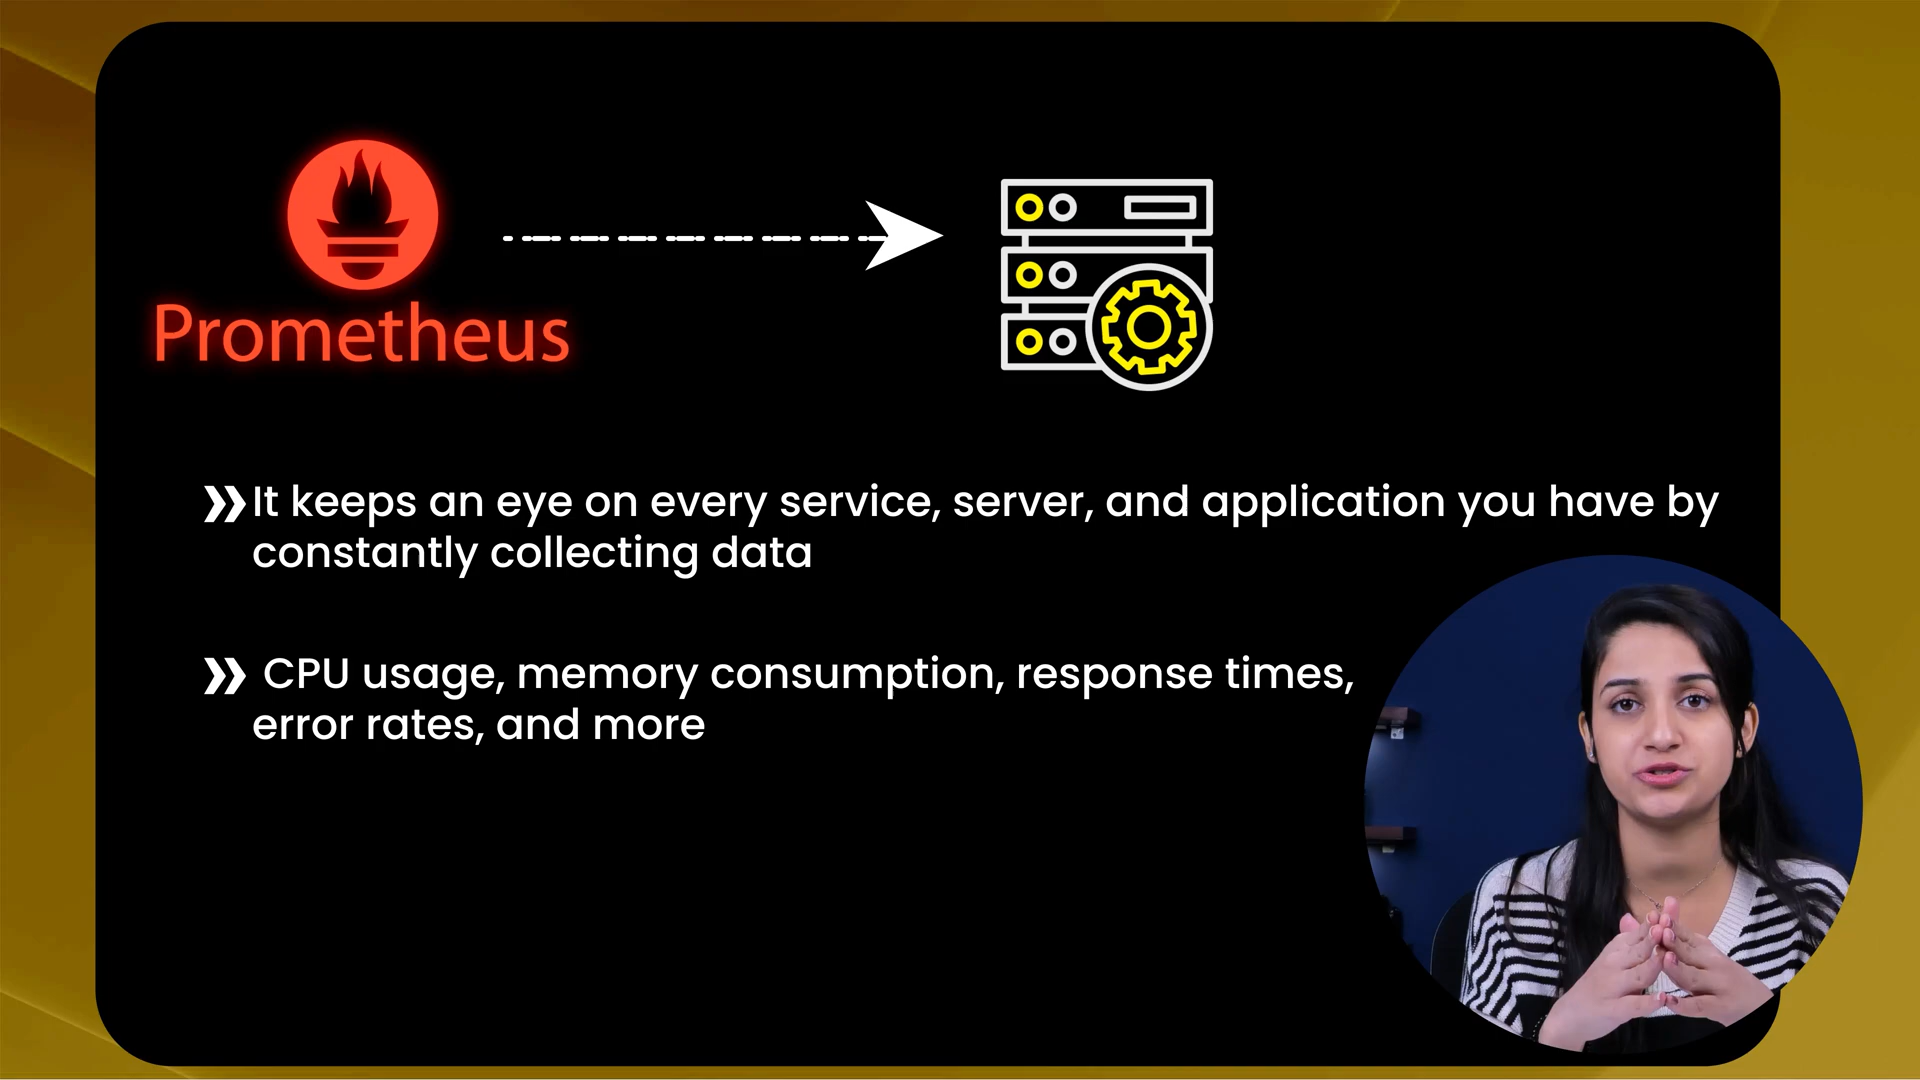 Prometheus
It keeps an eye on every service, server, and application you have by
constantly collecting data
CPU usage, memory consumption, response times,
error rates, and more